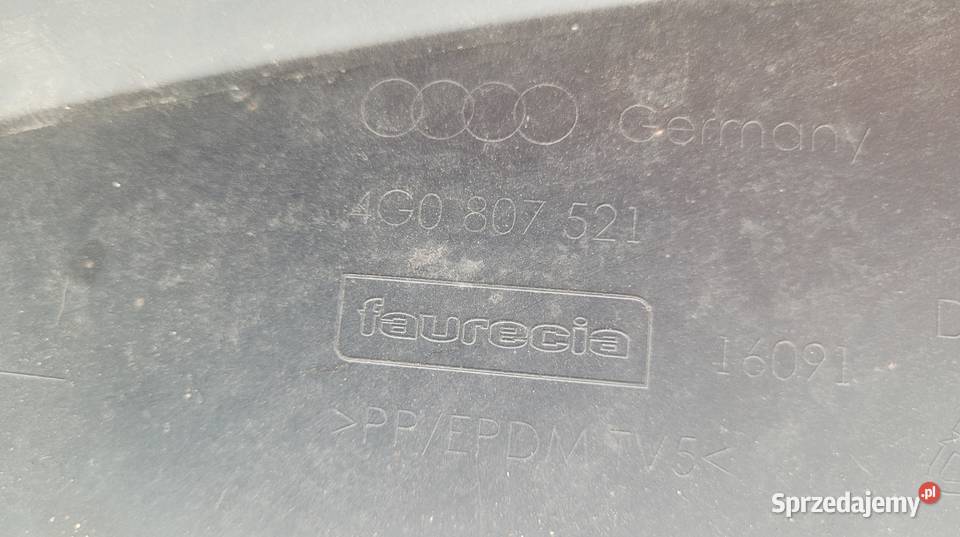 Germany
4G0 807 521
faurecia
16091
D
>PP/EPDM TV5<
Sprzedajemy.pl